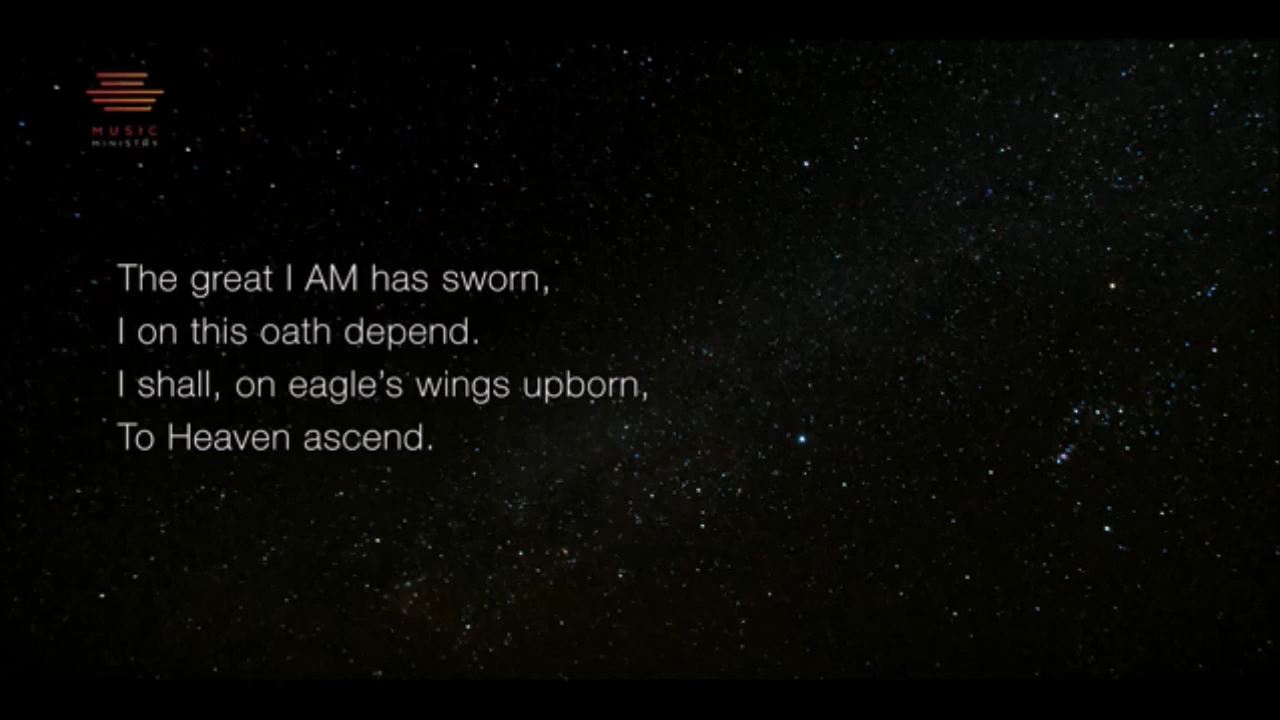 MUSIC
MINISTRY
The great I AM has sworn,
I on this oath depend.
I shall, on eagle's wings upborn,
To Heaven ascend.